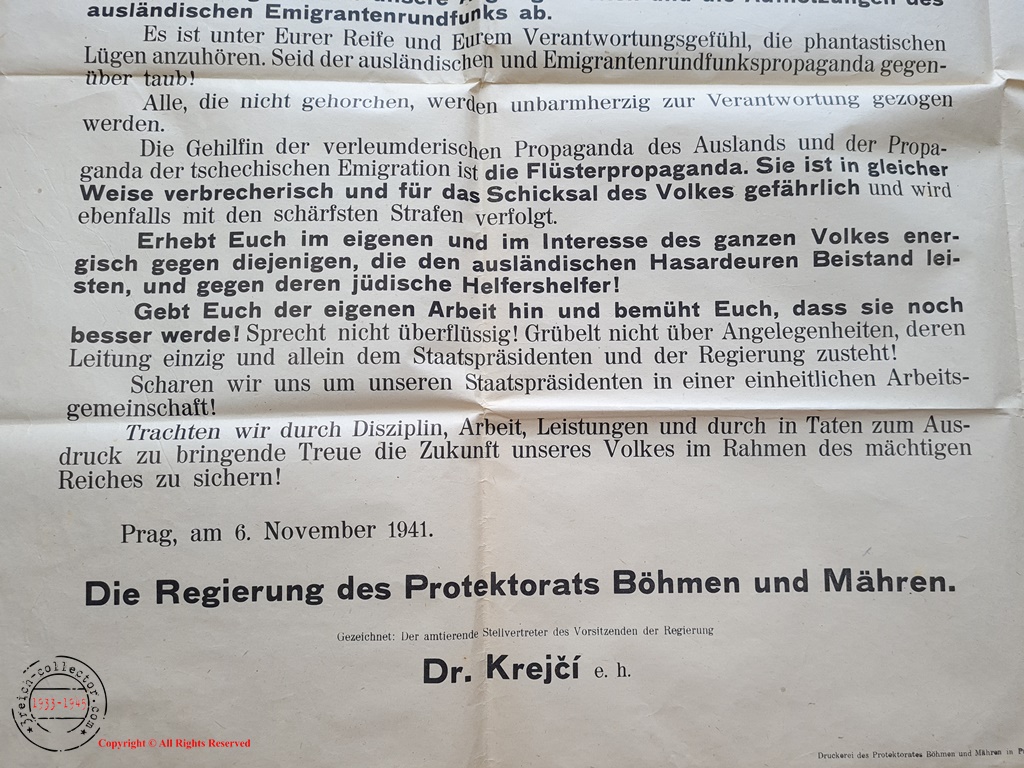 ausländischen Emigrantenrundfunks ab.
Es ist unter Eurer Reife und Eurem Verantwortungsgefühl, die phantastischen
Lügen anzuhören. Seid der ausländischen und Emigrantenrundfunkspropaganda gegen-
über taub!
Alle, die nicht gehorchen, werden unbarmherzig zur Verantwortung gezogen
werden.
Die Gehilfin der verleumderischen Propaganda des Auslands und der Propa-
ganda der tschechischen Emigration ist die Flüsterpropaganda. Sie ist in gleicher
Weise verbrecherisch und für das Schicksal des Volkes gefährlich und wird
ebenfalls mit den schärfsten Strafen verfolgt.
Erhebt Euch im eigenen und im Interesse des ganzen Volkes ener-
gisch gegen diejenigen, die den ausländischen Hasardeuren Beistand lei-
sten, und gegen deren jüdische Helfershelfer!
Gebt Euch der eigenen Arbeit hin und bemüht Euch, dass sie noch
besser werde! Sprecht nicht überflüssig! Grübelt nicht über Angelegenheiten, deren
Leitung einzig und allein dem Staatspräsidenten und der Regierung zusteht!
Scharen wir uns um unseren Staatspräsidenten in einer einheitlichen Arbeits-
gemeinschaft!
Trachten wir durch Disziplin, Arbeit, Leistungen und durch in Taten zum Aus-
druck zu bringende Treue die Zukunft unseres Volkes im Rahmen des mächtigen
Reiches zu sichern!
Prag, am 6. November 1941.
Die Regierung des Protektorats Böhmen und Mähren.
Gezeichnet: Der amtierende Stellvertreter des Vorsitzenden der Regierung
Dr. Krejčí e. h.
3reich-collector.com
1933-1945
Copyright © All Rights Reserved
Druckerei des Protektorates Böhmen und Mähren in